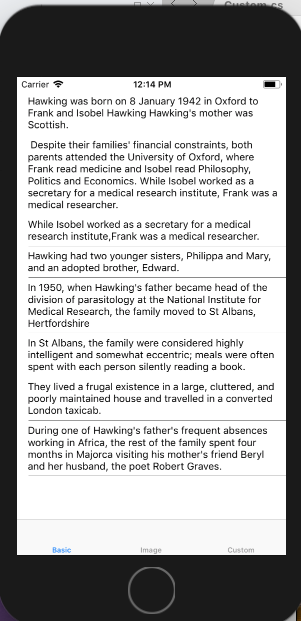 Custom.cs
Carrier
12:14 PM
Hawking was born on 8 January 1942 in Oxford to
Frank and Isobel Hawking Hawking's mother was
Scottish.
Despite their families' financial constraints, both
parents attended the University of Oxford, where
Frank read medicine and Isobel read Philosophy,
Politics and Economics. While Isobel worked as a
secretary for a medical research institute, Frank was a
medical researcher.
While Isobel worked as a secretary for a medical
research institute,Frank was a medical researcher.
Hawking had two younger sisters, Philippa and Mary,
and an adopted brother, Edward.
In 1950, when Hawking's father became head of the
division of parasitology at the National Institute for
Medical Research, the family moved to St Albans,
Hertfordshire
In St Albans, the family were considered highly
intelligent and somewhat eccentric; meals were often
spent with each person silently reading a book.
They lived a frugal existence in a large, cluttered, and
poorly maintained house and travelled in a converted
London taxicab.
During one of Hawking's father's frequent absences
working in Africa, the rest of the family spent four
months in Majorca visiting his mother's friend Beryl
and her husband, the poet Robert Graves.
Basic
Image
Custom